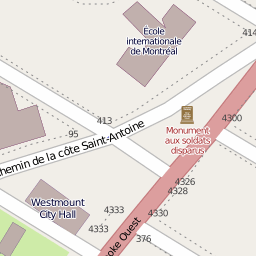 École
internationale
de Montréal
414
413
95
Chemin de la côte Saint-Antoine
Monument
aux soldats
disparus
4300
4326
4328
Westmount
City Hall
4333
4330
4333
376
Ouest